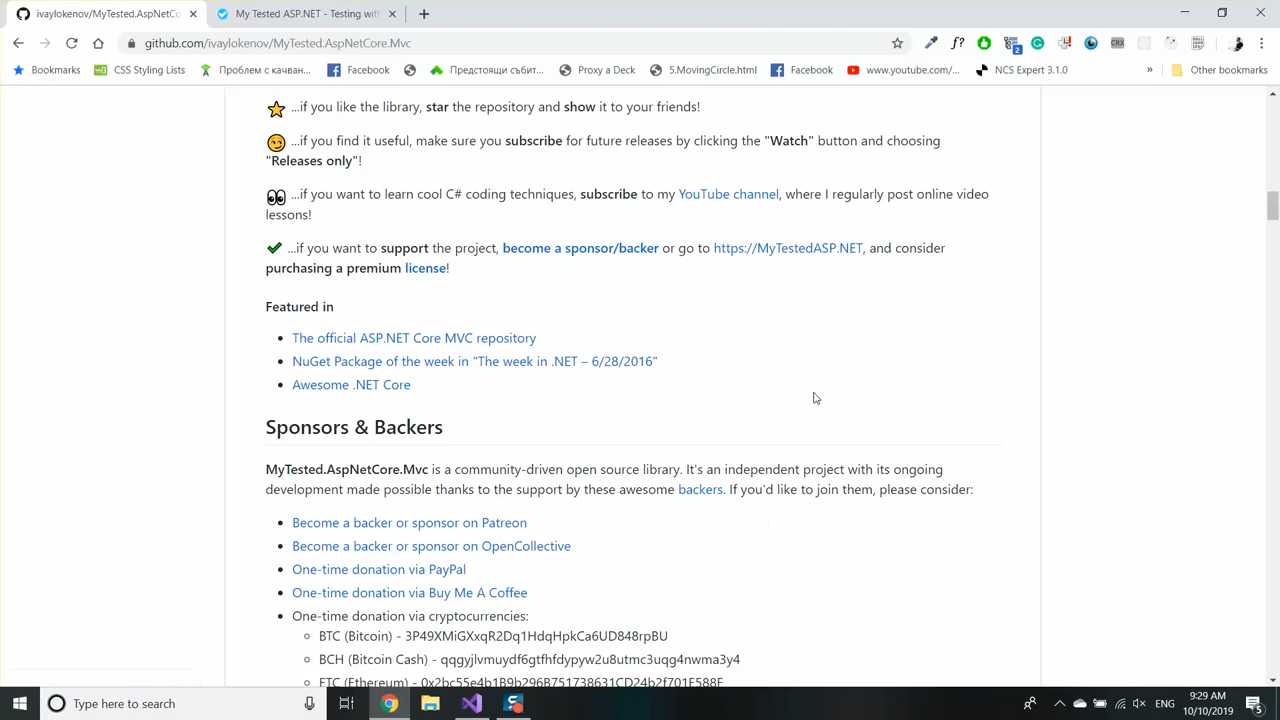 ivaylokenov/MyTested.AspNetCo
My Tested ASP.NET - Testing with
github.com/ivaylokenov/MyTested.AspNetCore.Mvc
Bookmarks
CSS Styling Lists
Проблем с качван...
Facebook
Предстоящи събит...
Proxy a Deck
5.MovingCircle.html
Facebook
www.youtube.com/...
NCS Expert 3.1.0
»
Other bookmarks
...if you like the library, star the repository and show it to your friends!
...if you find it useful, make sure you subscribe for future releases by clicking the "Watch" button and choosing
"Releases only"!
...if you want to learn cool C# coding techniques, subscribe to my YouTube channel, where I regularly post online video
lessons!
...if you want to support the project, become a sponsor/backer or go to https://MyTestedASP.NET, and consider
purchasing a premium license!
Featured in
The official ASP.NET Core MVC repository
NuGet Package of the week in "The week in .NET – 6/28/2016"
Awesome .NET Core
Sponsors & Backers
MyTested.AspNetCore.Mvc is a community-driven open source library. It's an independent project with its ongoing
development made possible thanks to the support by these awesome backers. If you'd like to join them, please consider:
Become a backer or sponsor on Patreon
Become a backer or sponsor on OpenCollective
One-time donation via PayPal
One-time donation via Buy Me A Coffee
One-time donation via cryptocurrencies:
BTC (Bitcoin) - 3P49XMiGXxqR2Dq1HdqHpkCa6UD848rpBU
BCH (Bitcoin Cash) - qqgyjlvmuydf6gtfhfdypyw2u8utmc3uqg4nwma3y4
ETC (Ethereum) - 0x2bc55e4b1B9b296B751738631CD24b2f701E588F
Type here to search
ENG
9:29 AM
10/10/2019
5